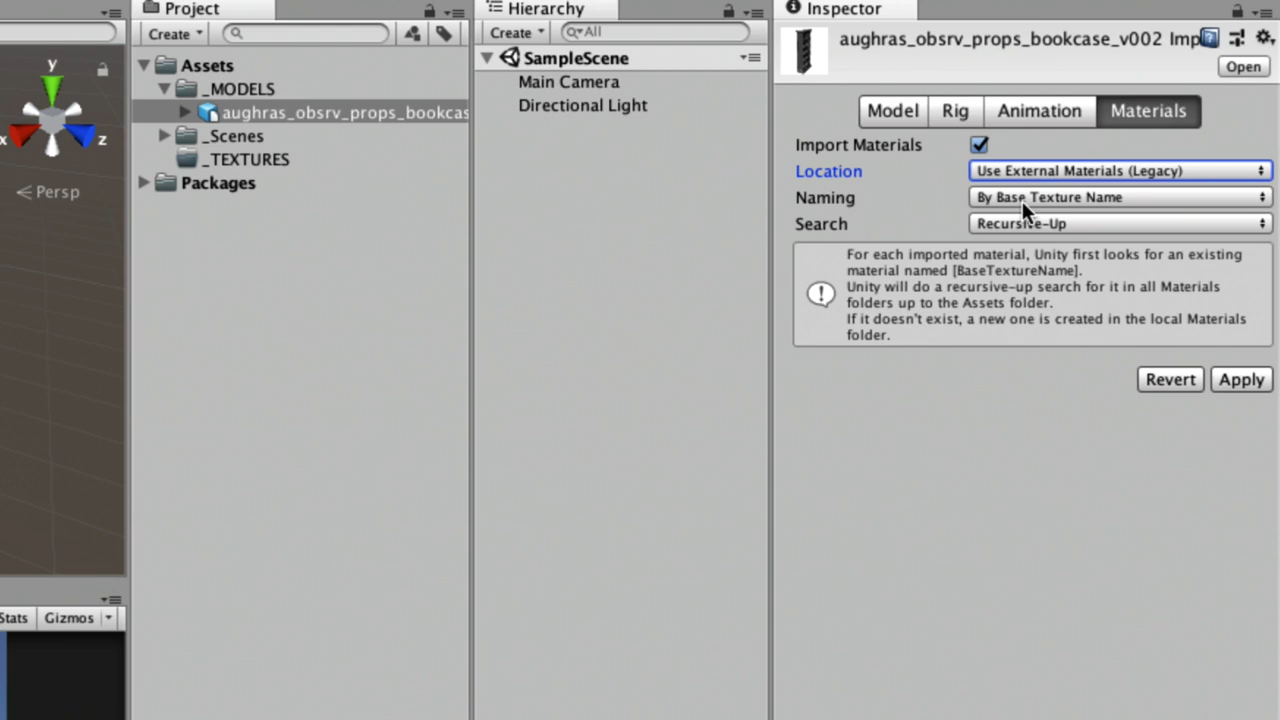 Project
Create
Assets
_MODELS
aughras_obsrv_props_bookcas
_Scenes
_TEXTURES
Packages
y
x
z
Persp
Stats
Gizmos
Hierarchy
Create
All
SampleScene
Main Camera
Directional Light
Inspector
aughras_obsrv_props_bookcase_v002 Imp
Open
Model
Rig
Animation
Materials
Import Materials
Location
Use External Materials (Legacy)
Naming
By Base Texture Name
Search
Recursive-Up
For each imported material, Unity first looks for an existing
material named [BaseTextureName].
Unity will do a recursive-up search for it in all Materials
folders up to the Assets folder.
If it doesn't exist, a new one is created in the local Materials
folder.
Revert
Apply